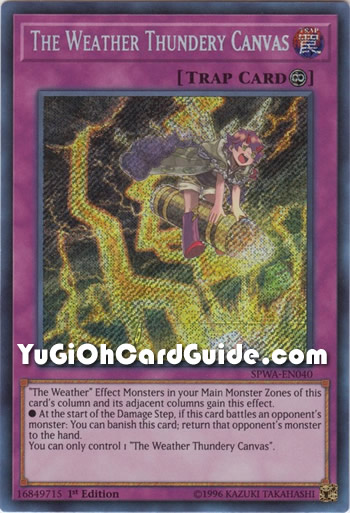 The Weather Thundery Canvas
TRAP
罠
[Trap Card]
YuGiOhCardGuide.com
SPWA-EN040
"The Weather" Effect Monsters in your Main Monster Zones of this
card's column and its adjacent columns gain this effect.
● At the start of the Damage Step, if this card battles an opponent's
monster: You can banish this card; return that opponent's monster
to the hand.
You can only control 1 "The Weather Thundery Canvas".
16849715 1st Edition ©1996 KAZUKI TAKAHASHI